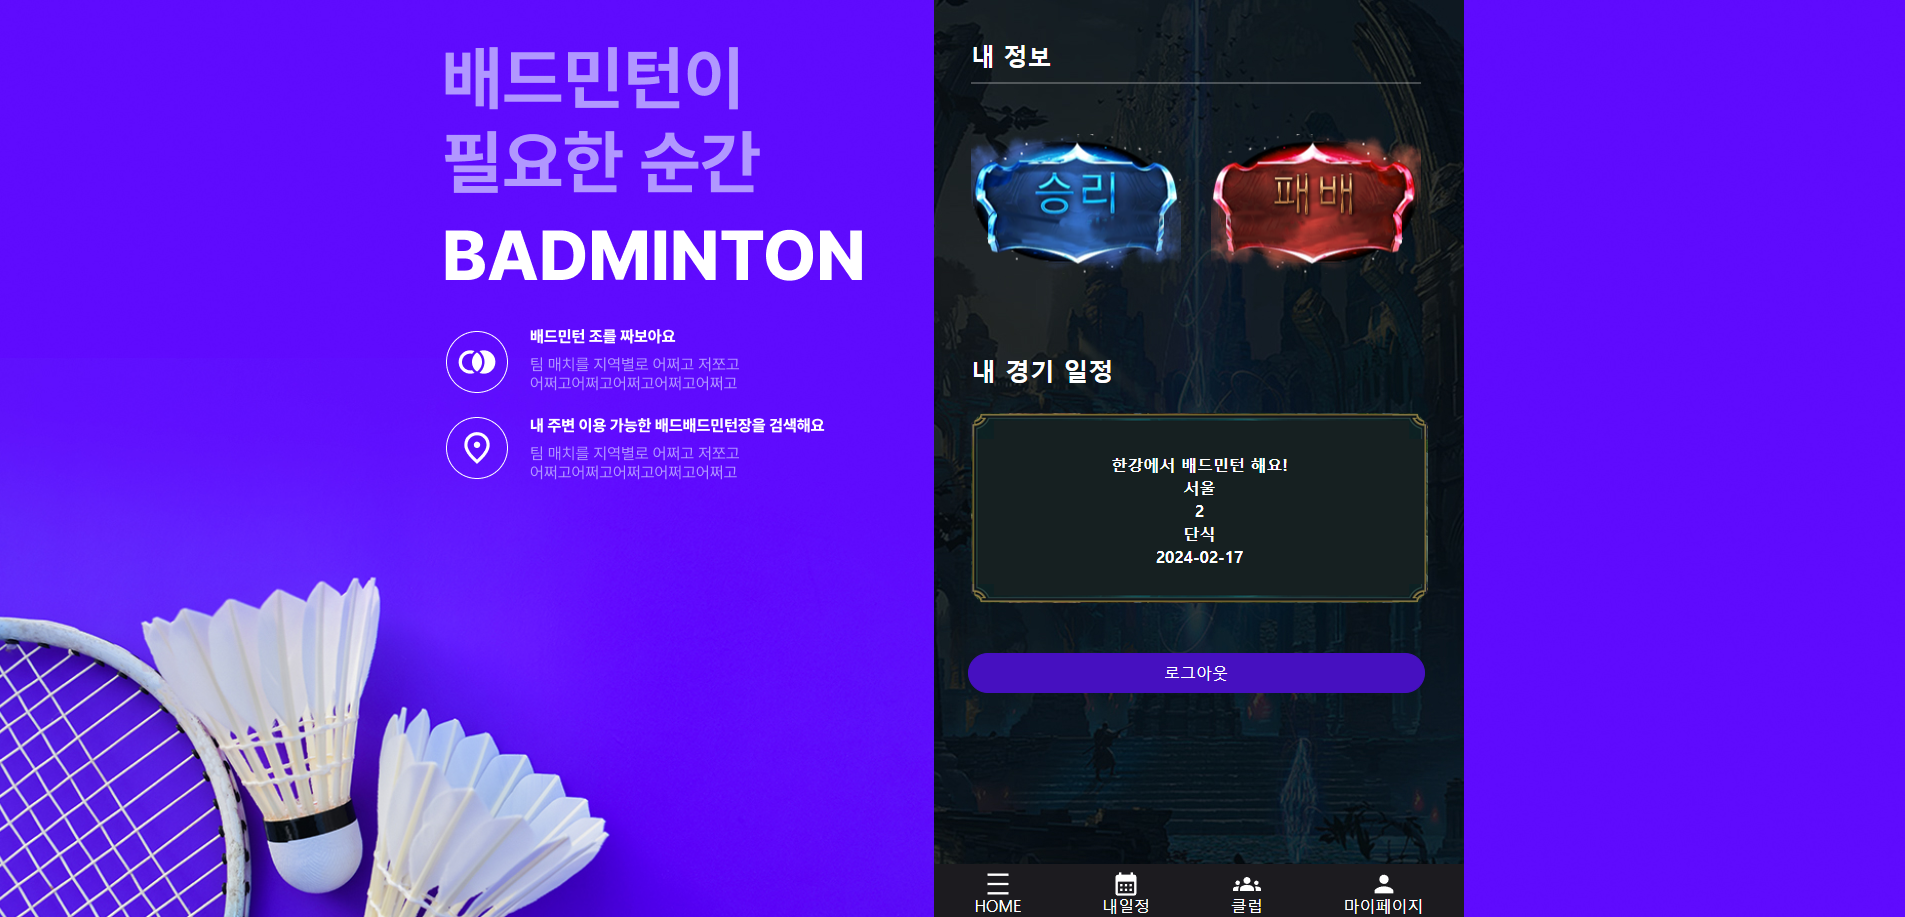 배드민턴이
필요한 순간
BADMINTON
배드민턴 조를 짜보아요
팀 매치를 지역별로 어쩌고 저쩌고
어쩌고어쩌고어쩌고어쩌고어쩌고
내 주변 이용 가능한 배드배드민턴장을 검색해요
팀 매치를 지역별로 어쩌고 저쪼고
어쩌고어쩌고어쩌고어쩌고어쩌고
내 정보
승리
패배
내 경기 일정
한강에서 배드민턴 해요!
서울
2
단식
2024-02-17
로그아웃
HOME
내일정
클럽
마이페이지